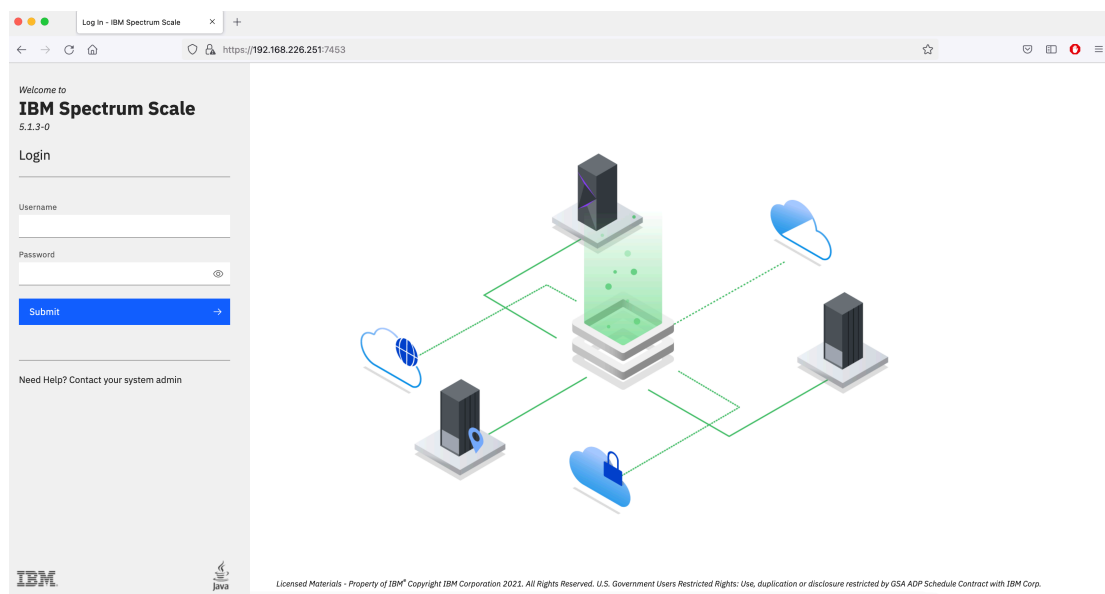 Log In - IBM Spectrum Scale
https://192.168.226.251:7453
Welcome to
IBM Spectrum Scale
5.1.3-0
Login
Username
Password
Submit
Need Help? Contact your system admin
IBM.
Java
Licensed Materials - Property of IBM® Copyright IBM Corporation 2021. All Rights Reserved. U.S. Government Users Restricted Rights: Use, duplication or disclosure restricted by GSA ADP Schedule Contract with IBM Corp.